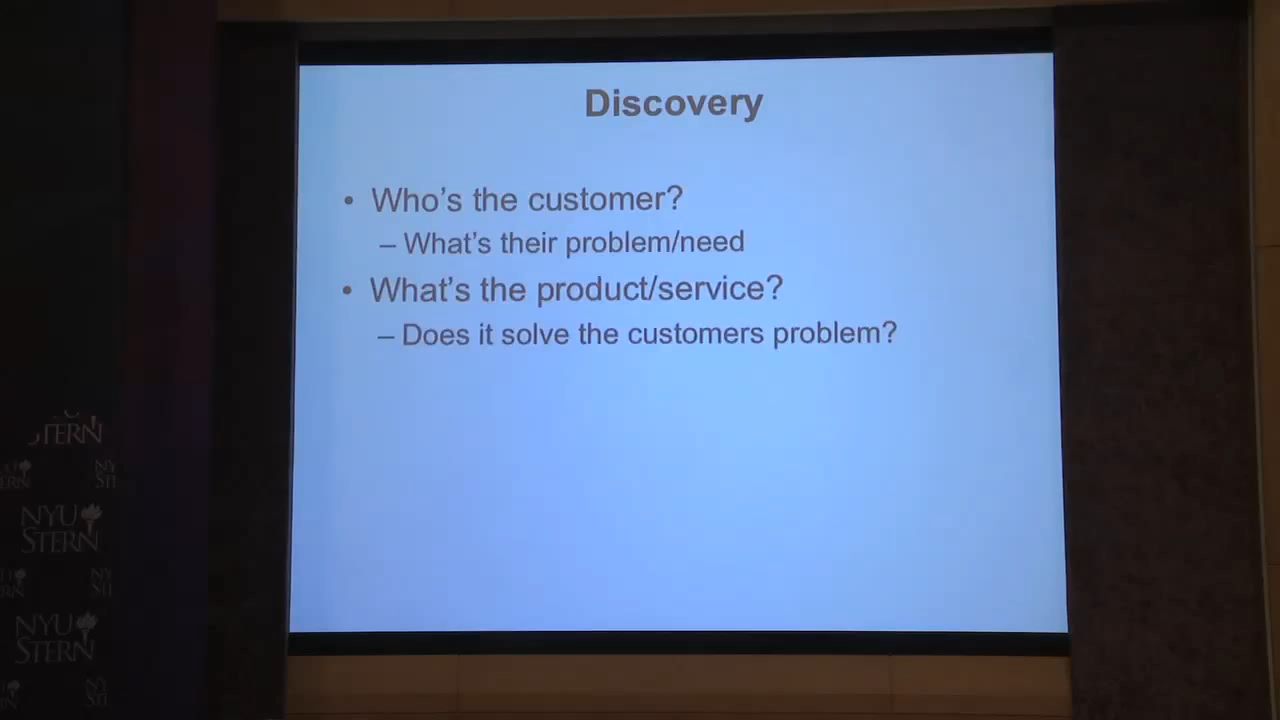 Discovery
• Who's the customer?
– What's their problem/need
• What's the product/service?
– Does it solve the customers problem?
STERN
NYU
STERN
NYU
STERN